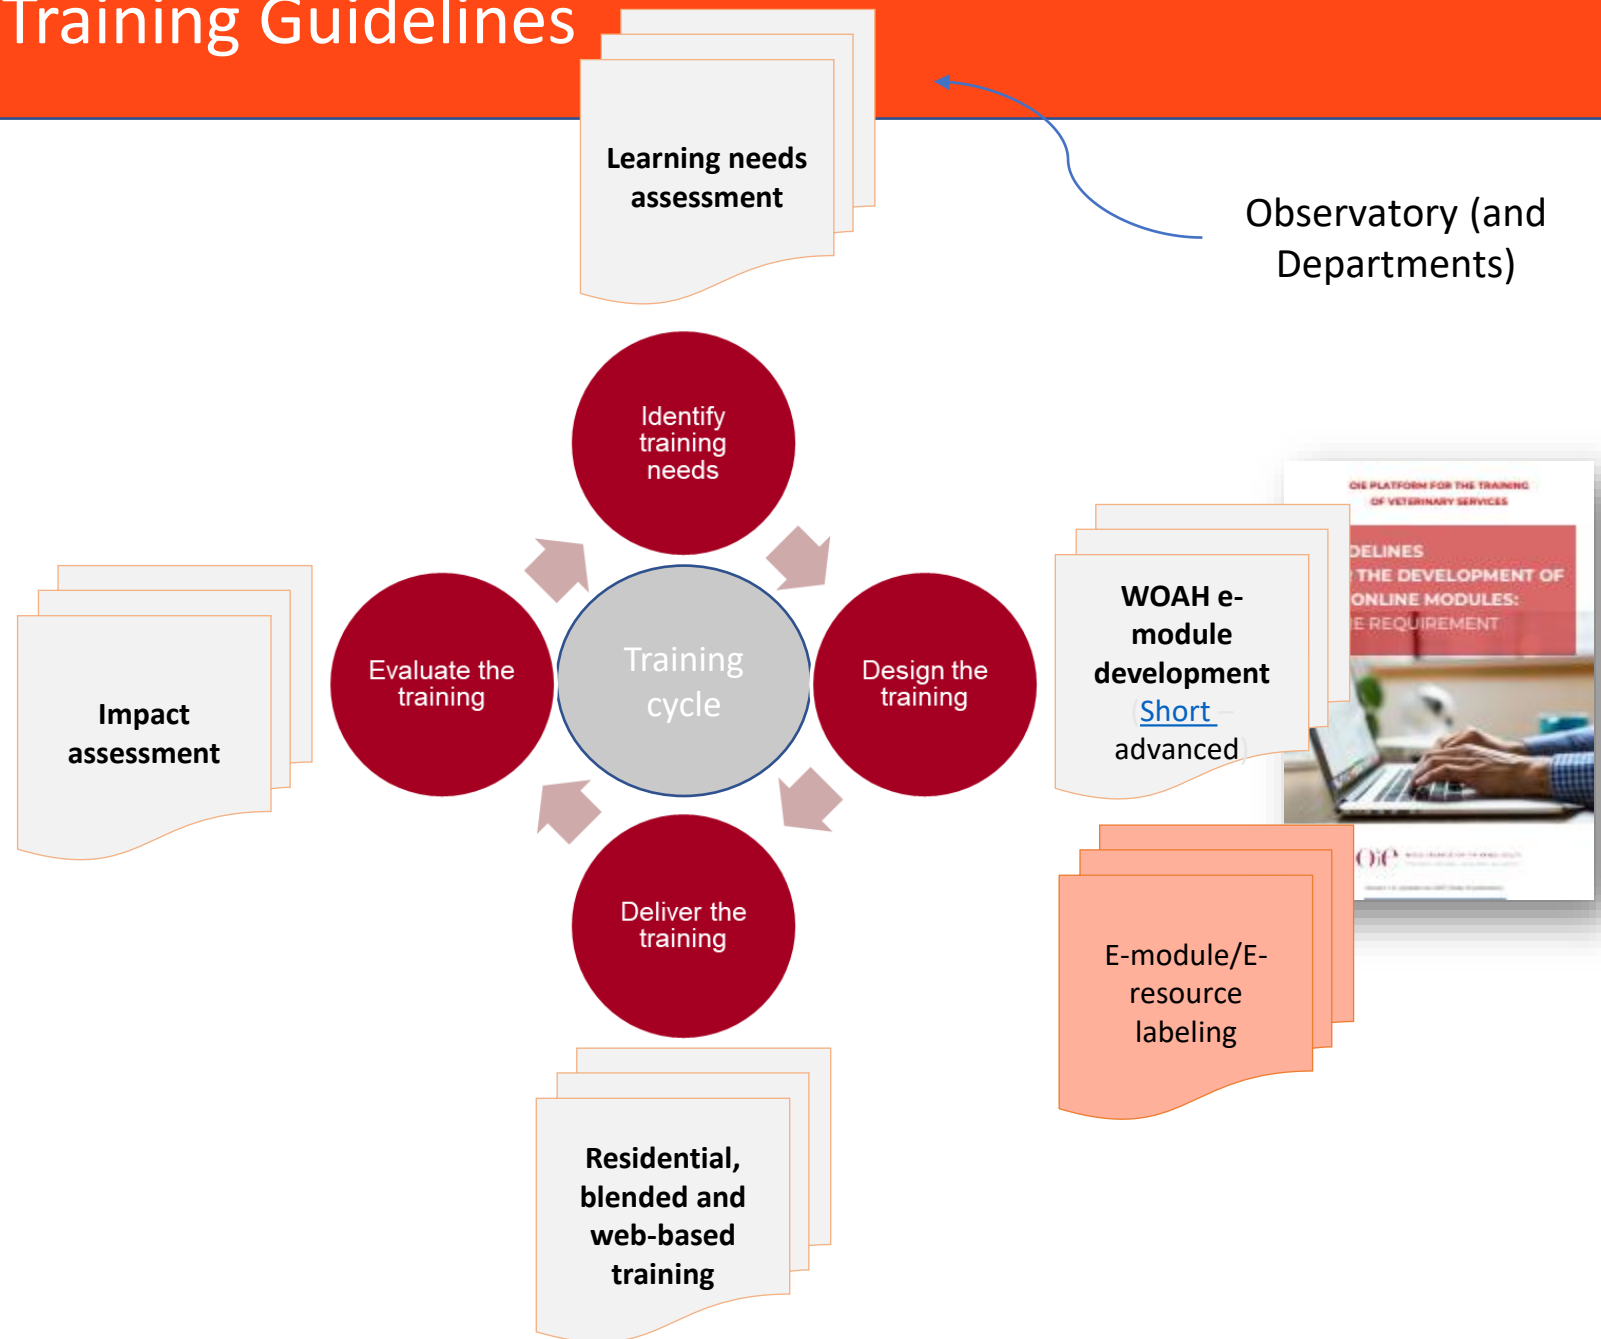 Training Guidelines
Learning needs
assessment
Observatory (and
Departments)
Identify
training
needs
OIE PLATFORM FOR THE TRAINING
OF VETERINARY SERVICES
DELINES
THE DEVELOPMENT OF
ONLINE MODULES:
E REQUIREMENT
WOAH e-
module
development
(Short –
advanced)
Impact
assessment
Evaluate the
training
Training
cycle
Design the
training
Deliver the
training
oie
E-module/E-
resource
labeling
Residential,
blended and
web-based
training